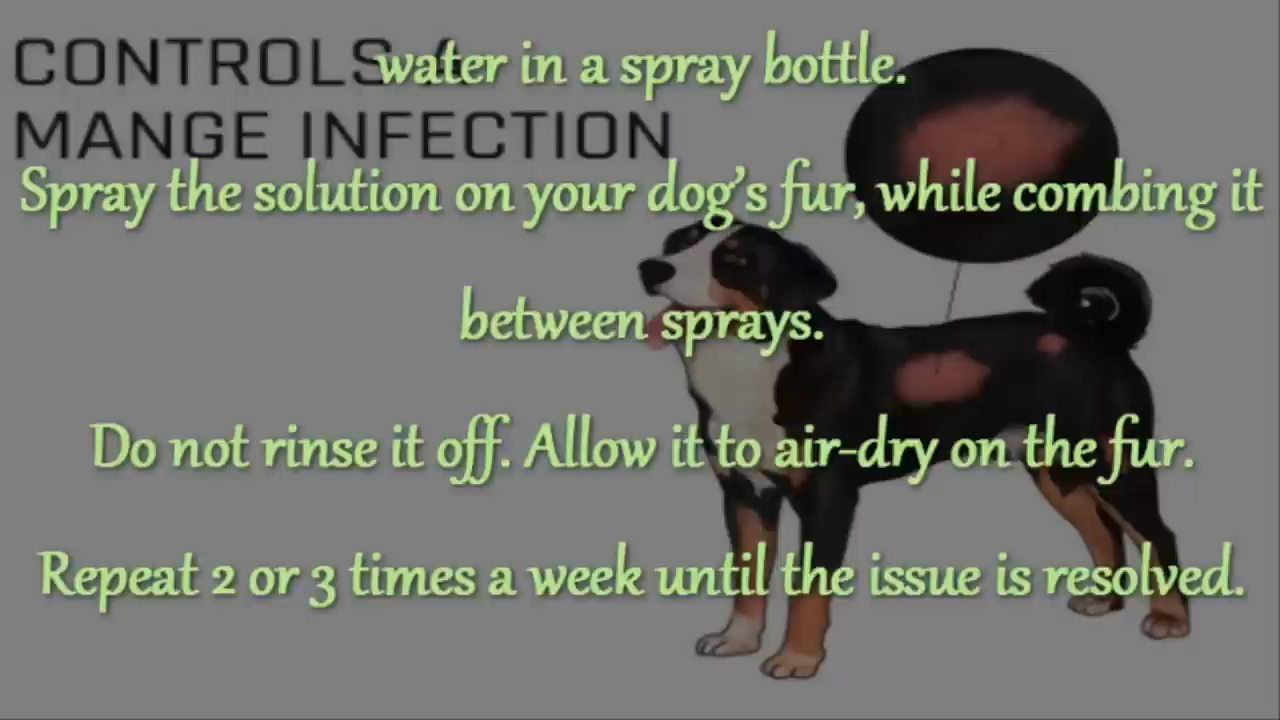 CONTROLS
water in a spray bottle.
MANGE INFECTION
Spray the solution on your dog's fur, while combing it
between sprays.
Do not rinse it off. Allow it to air-dry on the fur.
Repeat 2 or 3 times a week until the issue is resolved.